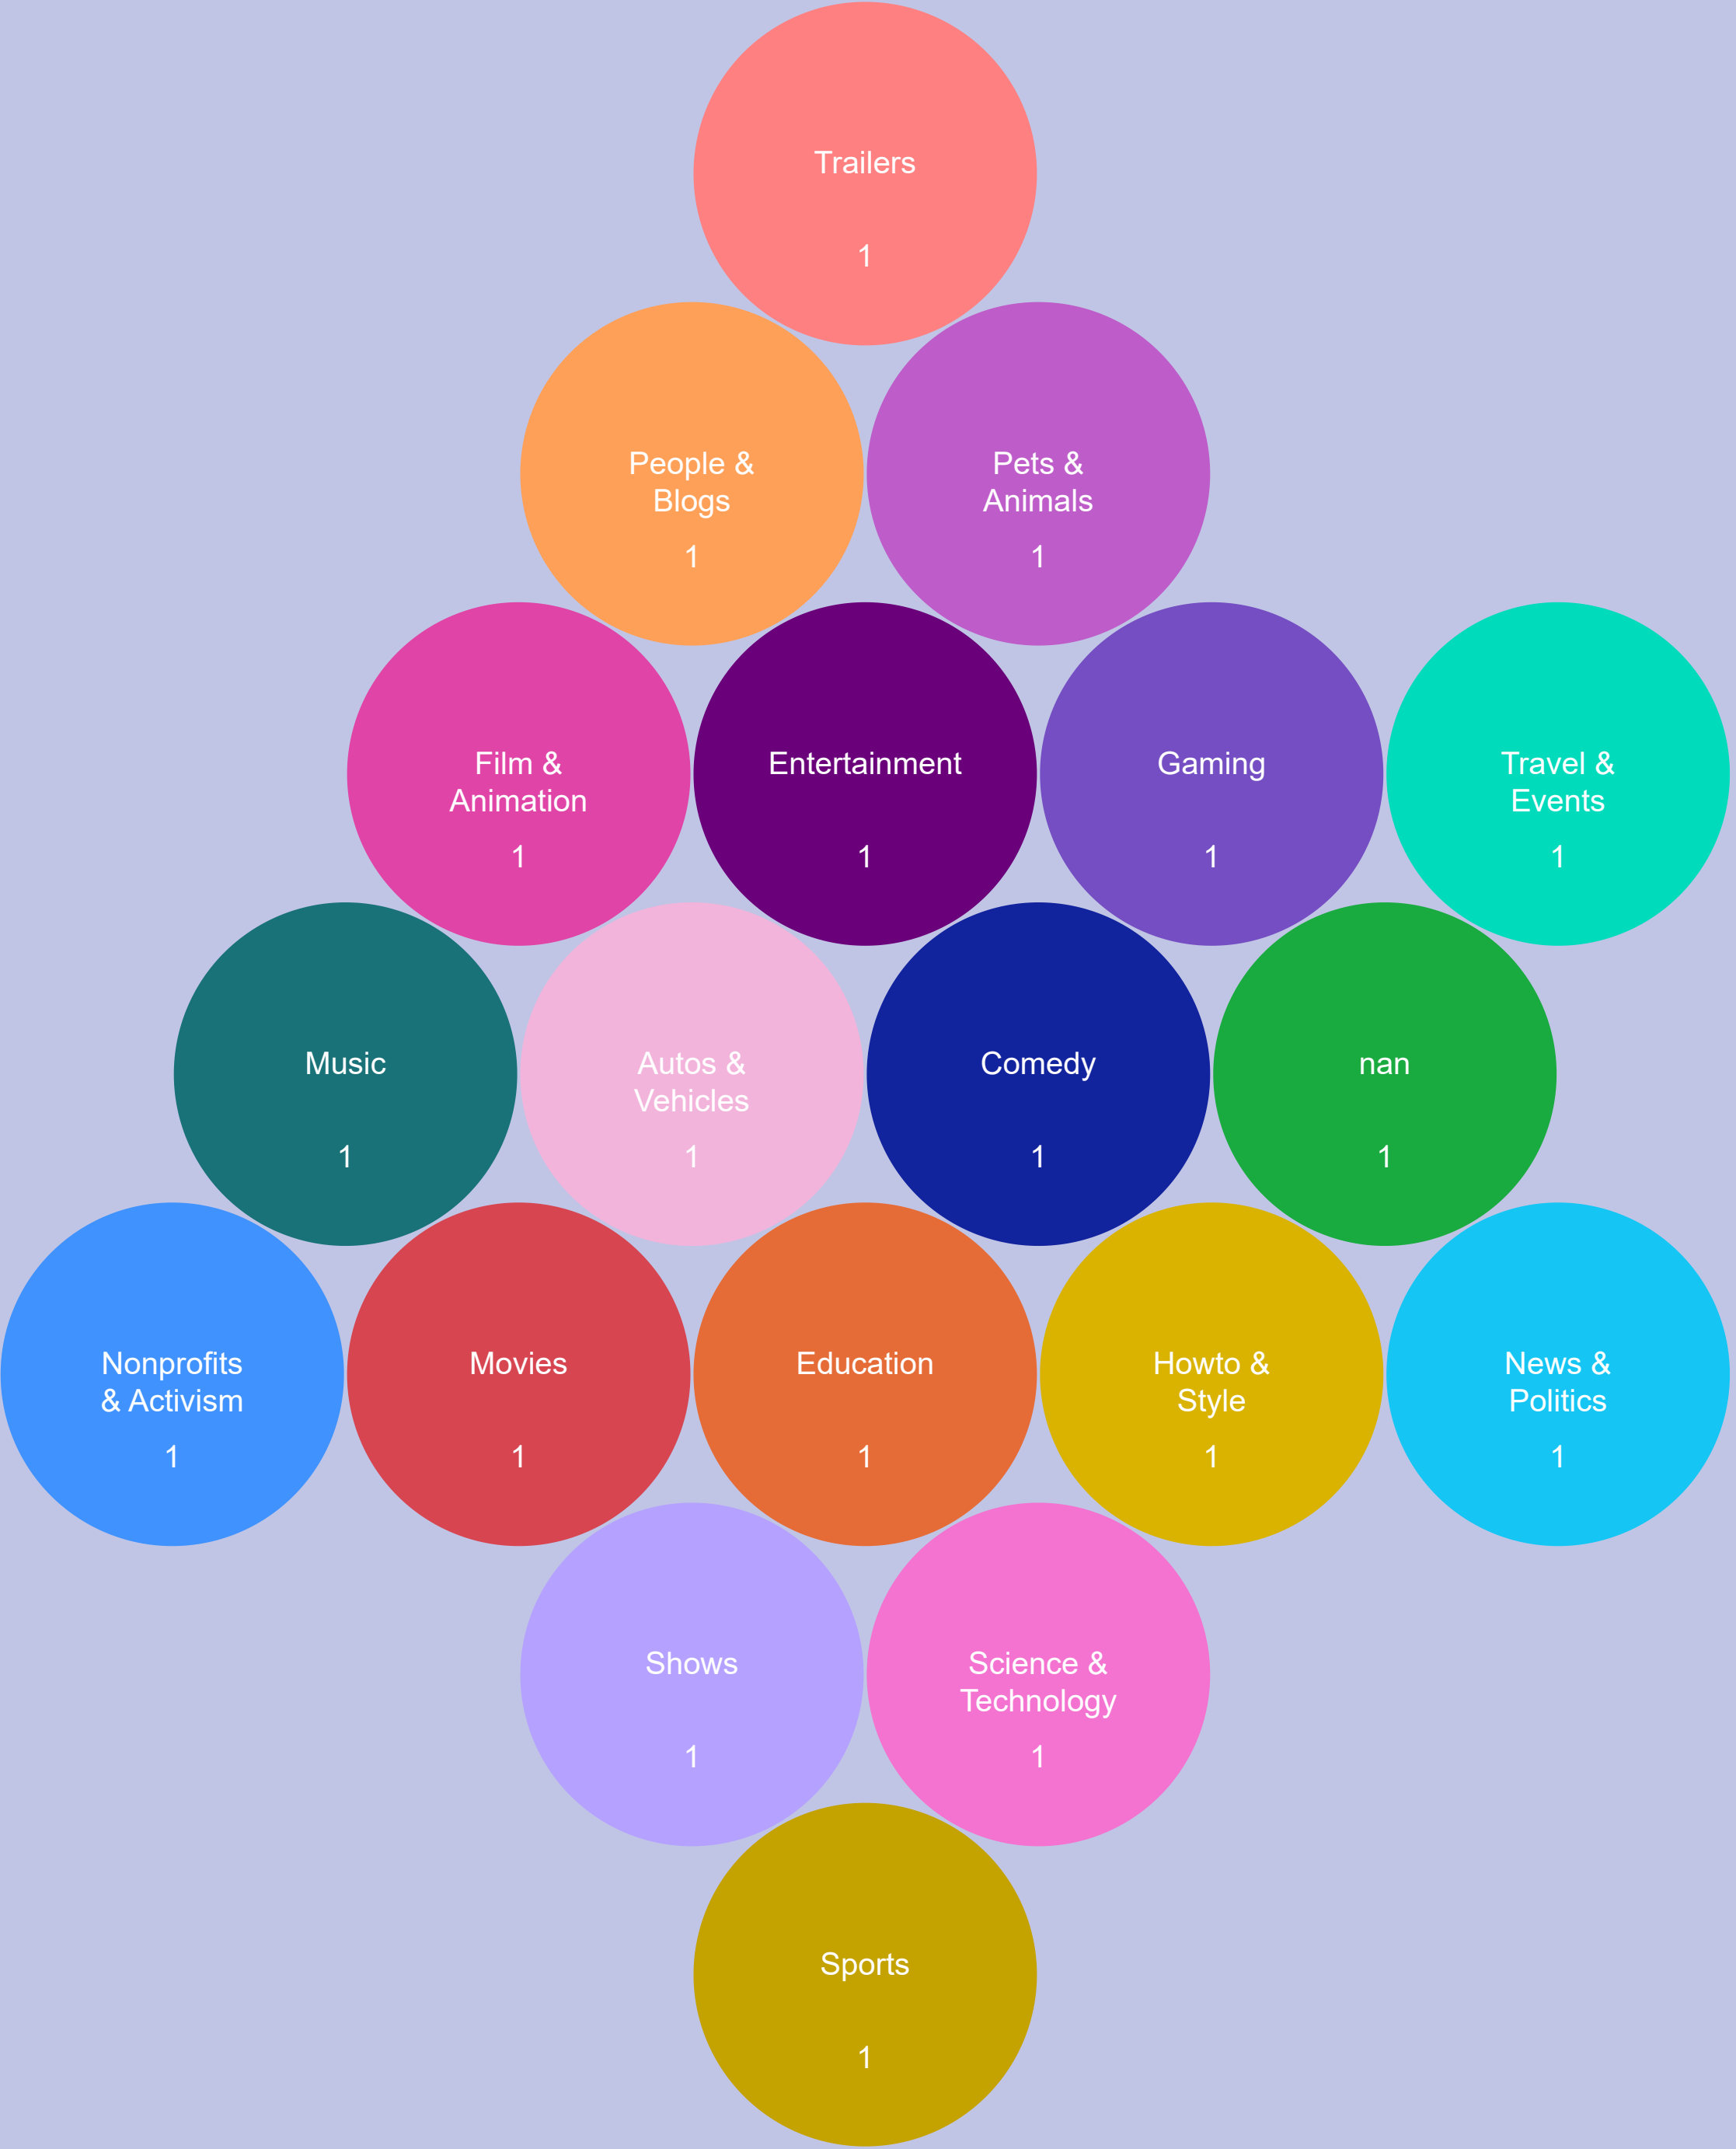 Trailers
1
People &
Blogs
1
Pets &
Animals
1
Film &
Animation
1
Entertainment
1
Gaming
1
Travel &
Events
1
Music
1
Autos &
Vehicles
1
Comedy
1
nan
1
Nonprofits
& Activism
1
Movies
1
Education
1
Howto &
Style
1
News &
Politics
1
Shows
1
Science &
Technology
1
Sports
1